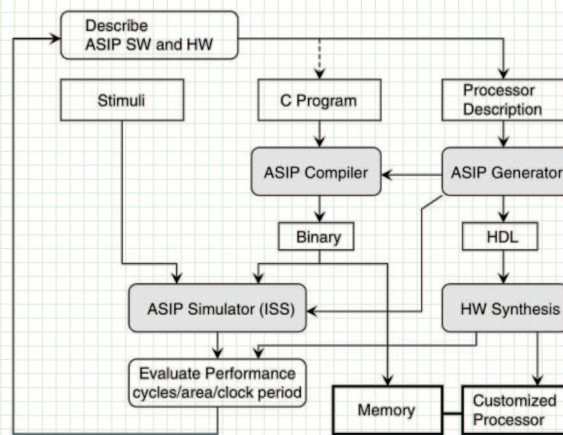 Describe
ASIP SW and HW
Stimuli
C Program
Processor
Description
ASIP Compiler
ASIP Generator
Binary
HDL
ASIP Simulator (ISS)
HW Synthesis
Evaluate Performance
cycles/area/clock period
Memory
Customized
Processor